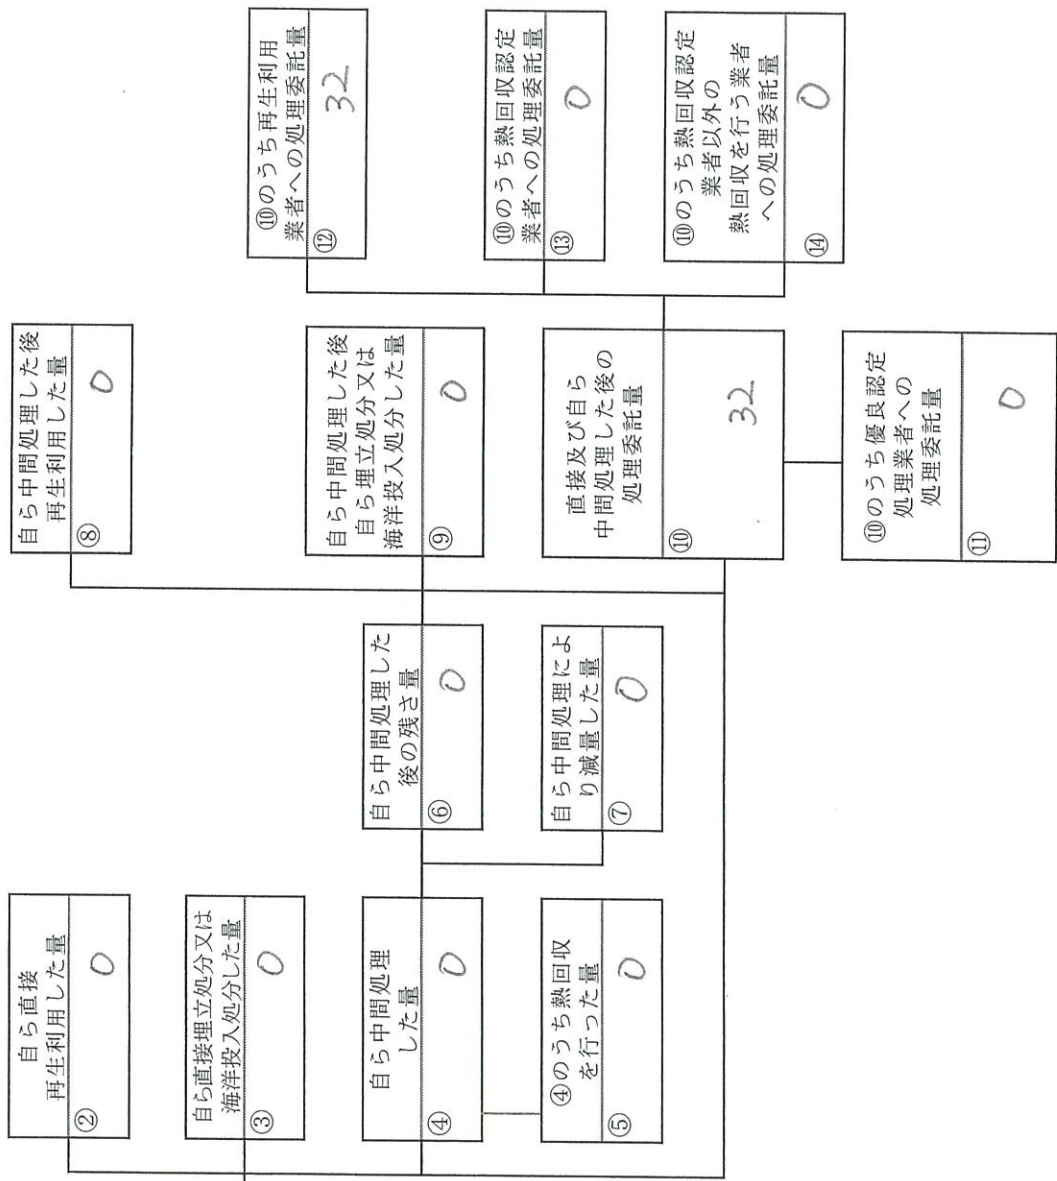 自ら直接
再生利用した量
②
0
自ら直接埋立処分又は
海洋投入処分した量
③
0
自ら中間処理
した量
④
0
④のうち熱回収
を行った量
⑤
0
自ら中間処理した
後の残さ量
⑥
0
自ら中間処理によ
り減量した量
⑦
0
自ら中間処理した後
再生利用した量
⑧
0
自ら中間処理した後
自ら埋立処分又は
海洋投入処分した量
⑨
0
直接及び自ら
中間処理した後の
処理委託量
⑩
32
⑩のうち優良認定
処理業者への
処理委託量
⑪
0
⑩のうち再生利用
業者への処理委託量
⑫
32
⑩のうち熱回収認定
業者への処理委託量
⑬
0
⑩のうち熱回収認定
業者以外の
熱回収を行う業者
への処理委託量
⑭
0